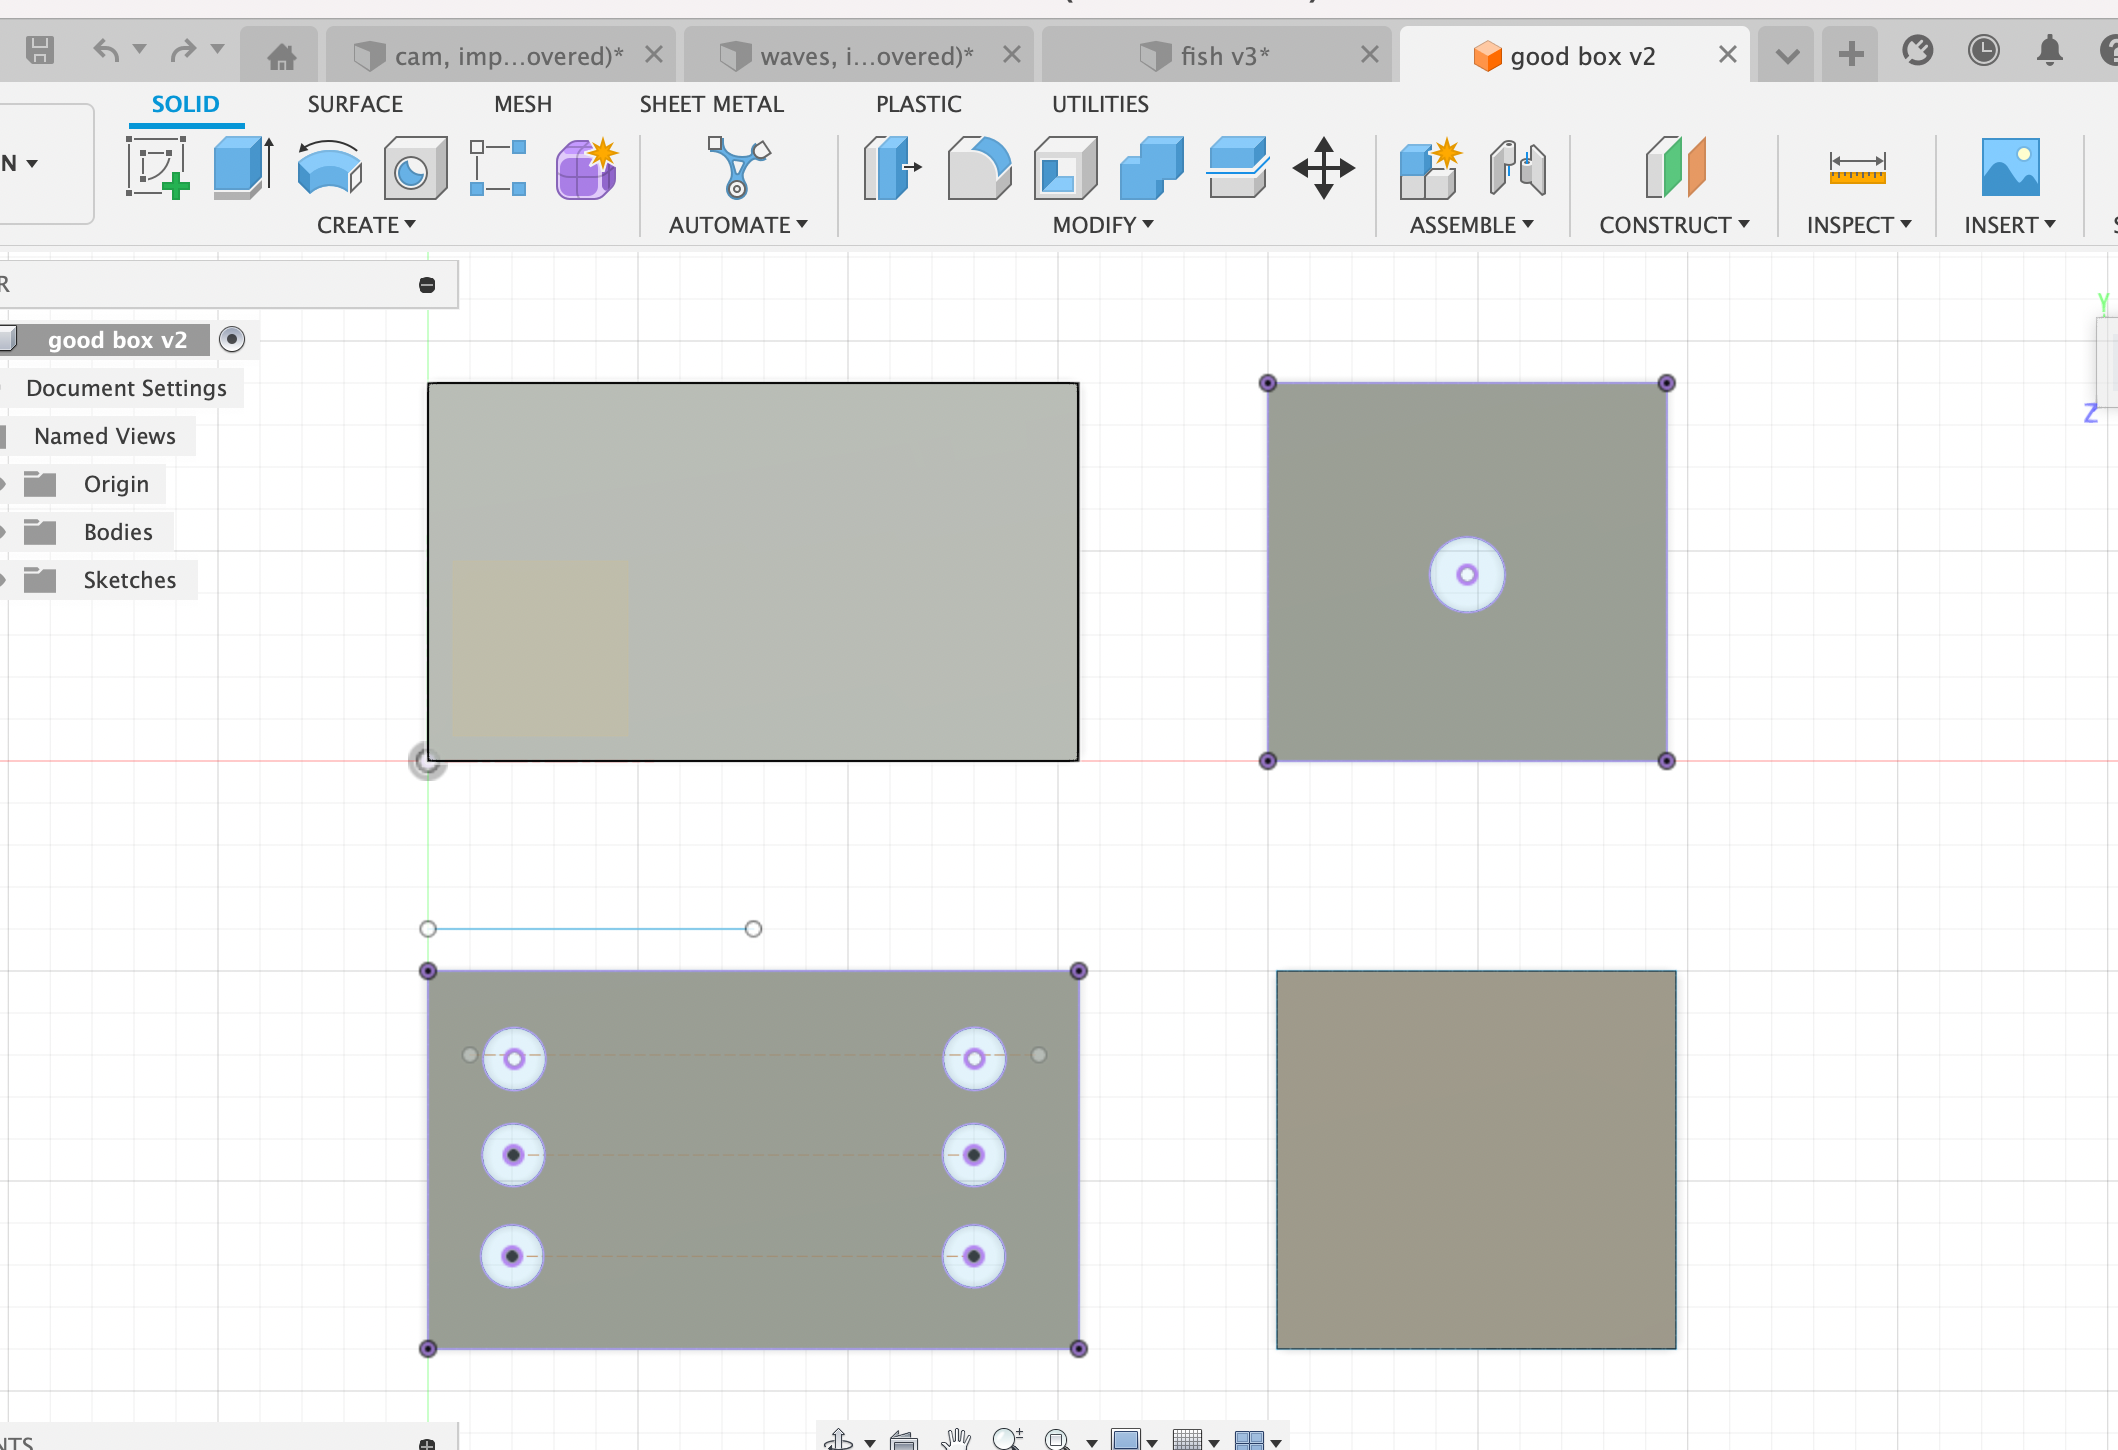 cam, imp...overed)*
waves, i...overed)*
fish v3*
good box v2
SOLID
SURFACE
MESH
SHEET METAL
PLASTIC
UTILITIES
N
CREATE
AUTOMATE
MODIFY
ASSEMBLE
CONSTRUCT
INSPECT
INSERT
R
good box v2
Document Settings
Named Views
Origin
Bodies
Sketches
Y
Z
NTS